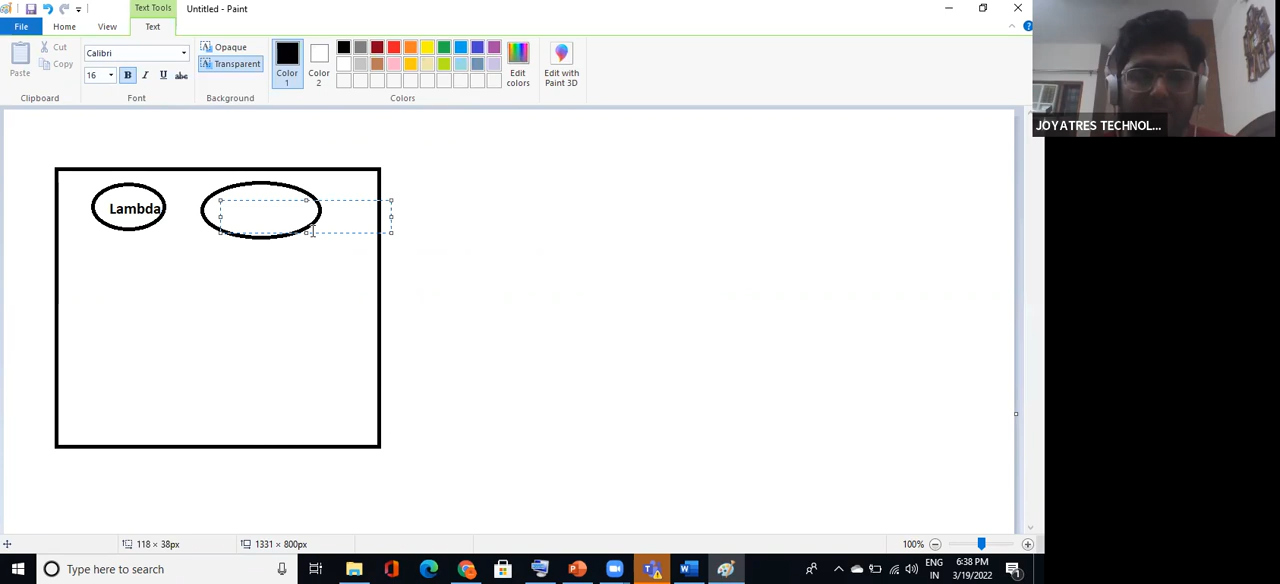 Text Tools
Untitled - Paint
File
Home
View
Text
Paste
Cut
Copy
Clipboard
Calibri
16
B
I
U
abc
Font
Opaque
Transparent
Background
Color 1
Color 2
Colors
Edit colors
Edit with Paint 3D
JOYATRES TECHNOL...
Lambda
118 × 38px
1331 × 800px
100%
Type here to search
ENG
IN
6:38 PM
3/19/2022
1